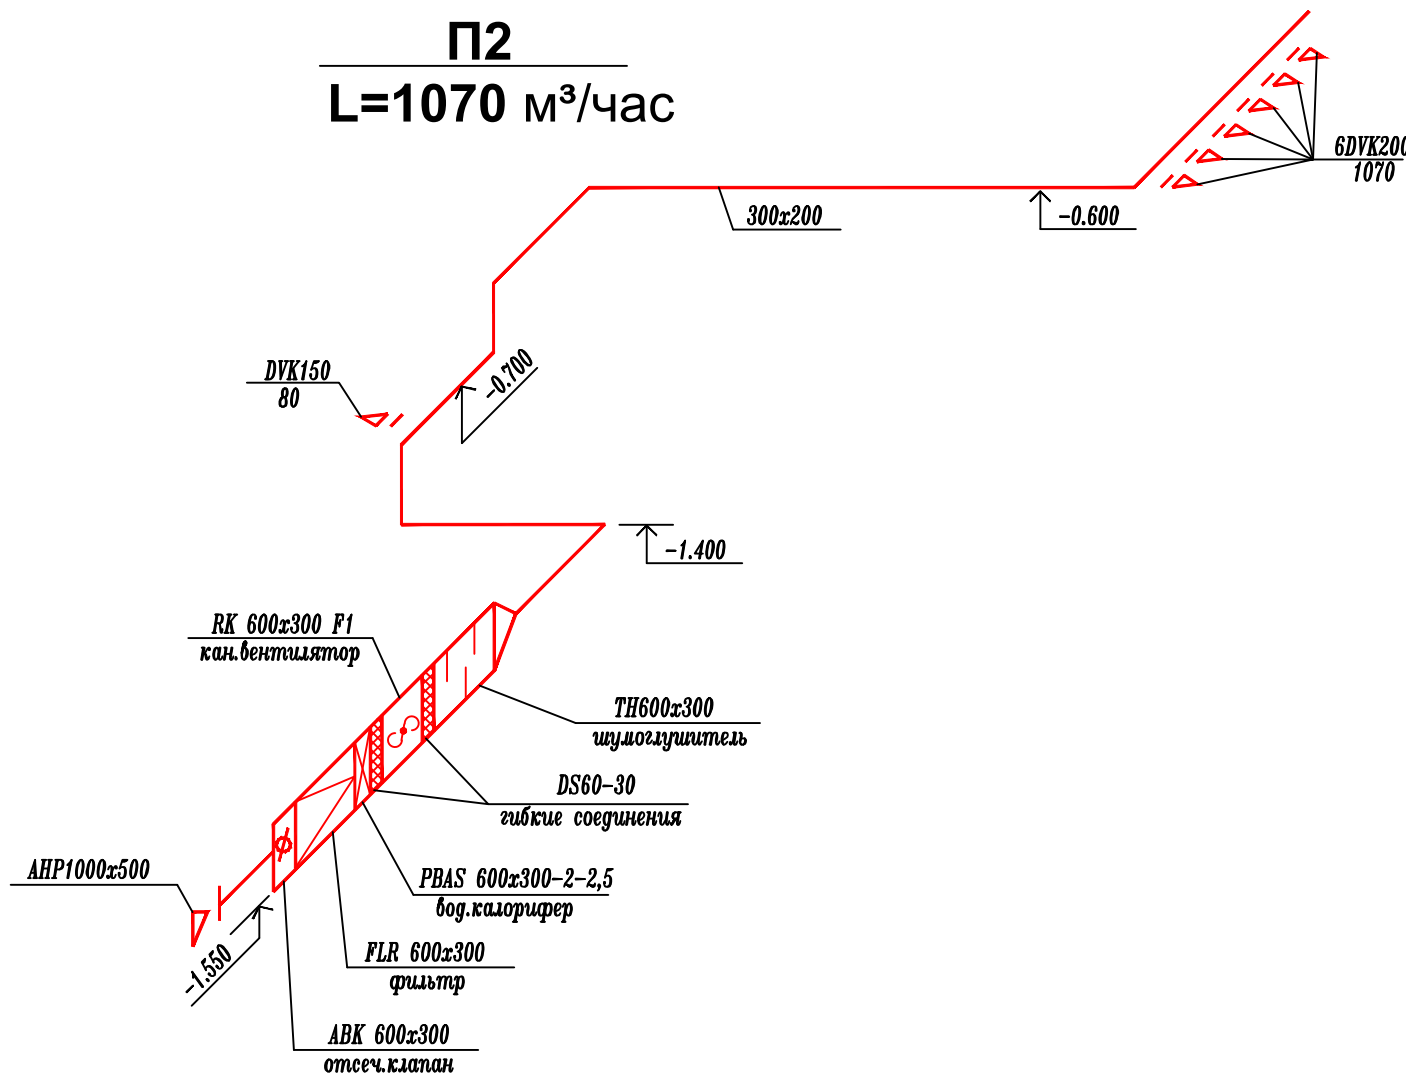 П2
L=1070 м³/час
6DVK200
1070
300x200
-0.600
DVK150
80
-0.700
-1.400
RK 600x300 F1
кан.вентилятор
TH600x300
шумоглушитель
DS60-30
гибкие соединения
AHP1000x500
PBAS 600x300-2-2,5
вод.калорифер
-1.550
FLR 600x300
фильтр
ABK 600x300
отсеч.клапан